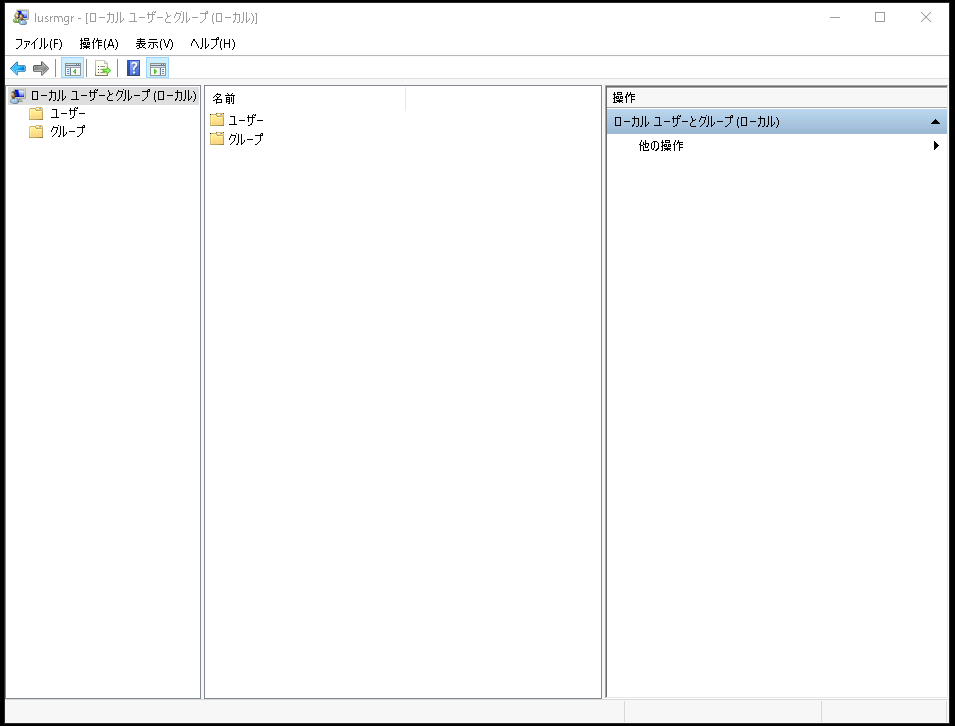 lusrmgr - [ローカル ユーザーとグループ (ローカル)]
ファイル(F) 操作(A) 表示(V) ヘルプ(H)
ローカル ユーザーとグループ (ローカル)
ユーザー
グループ
名前
ユーザー
グループ
操作
ローカル ユーザーとグループ (ローカル)
他の操作